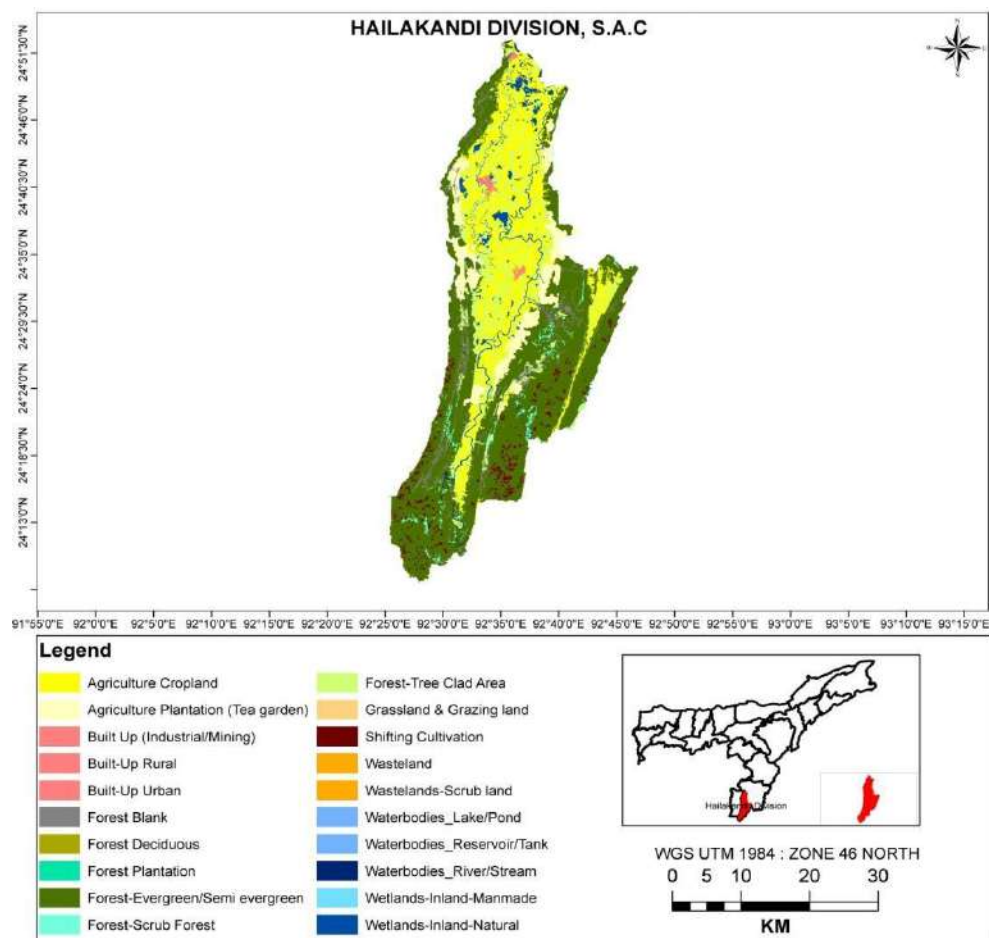 HAILAKANDI DIVISION, S.A.C
N
E
S
24°51'30"N
24°46'0"N
24°40'30"N
24°35'0"N
24°29'30"N
24°24'0"N
24°18'30"N
24°13'0"N
91°55'0"E 92°0'0"E 92°5'0"E 92°10'0"E 92°15'0"E 92°20'0"E 92°25'0"E 92°30'0"E 92°35'0"E 92°40'0"E 92°45'0"E 92°50'0"E 92°55'0"E 93°0'0"E 93°5'0"E 93°10'0"E 93°15'0"E
Legend
Agriculture Cropland
Agriculture Plantation (Tea garden)
Built Up (Industrial/Mining)
Built-Up Rural
Built-Up Urban
Forest Blank
Forest Deciduous
Forest Plantation
Forest-Evergreen/Semi evergreen
Forest-Scrub Forest
Forest-Tree Clad Area
Grassland & Grazing land
Shifting Cultivation
Wasteland
Wastelands-Scrub land
Waterbodies_Lake/Pond
Waterbodies_Reservoir/Tank
Waterbodies_River/Stream
Wetlands-Inland-Manmade
Wetlands-Inland-Natural
Hailakandi Division
WGS UTM 1984 : ZONE 46 NORTH
0 5 10 20 30
KM